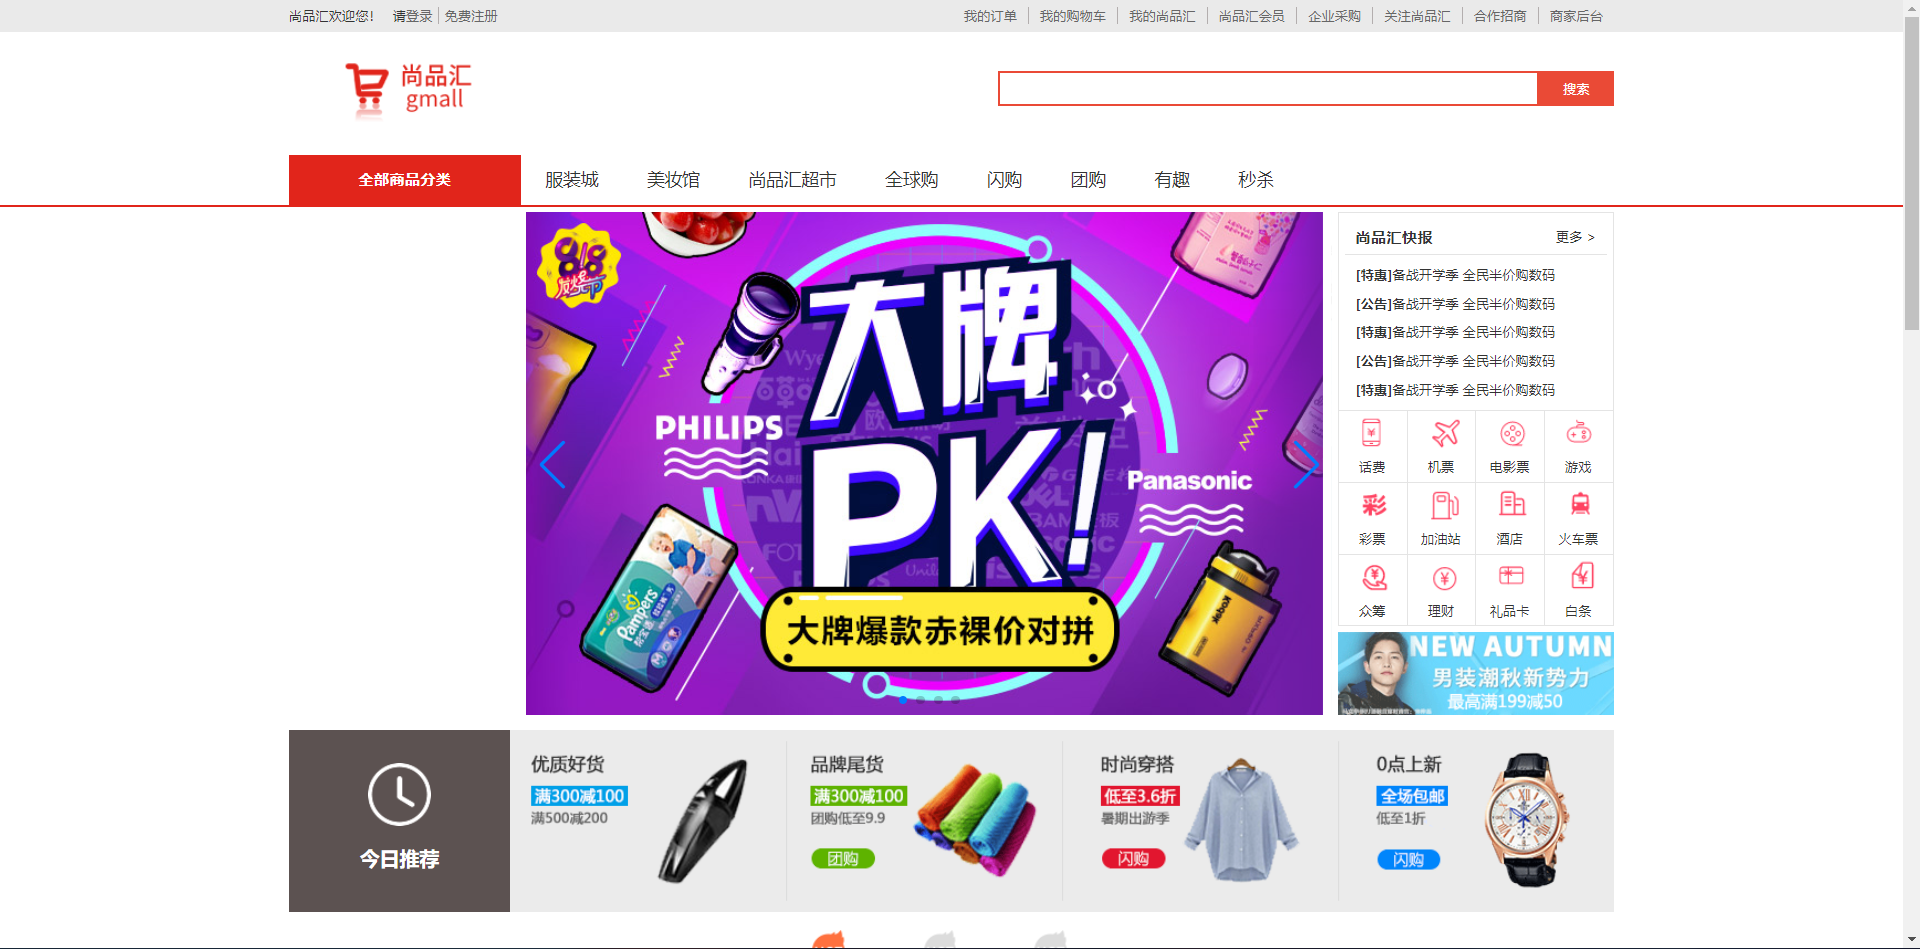 尚品汇欢迎您! 请登录 免费注册
我的订单 我的购物车 我的尚品汇 尚品汇会员 企业采购 关注尚品汇 合作招商 商家后台
尚品汇
gmall
搜索
全部商品分类 服装城 美妆馆 尚品汇超市 全球购 闪购 团购 有趣 秒杀
大牌
PK!
PHILIPS
Panasonic
Pampers
Kodak
大牌爆款赤裸价对拼
尚品汇快报 更多 >
[特惠]备战开学季 全民半价购数码
[公告]备战开学季 全民半价购数码
[特惠]备战开学季 全民半价购数码
[公告]备战开学季 全民半价购数码
[特惠]备战开学季 全民半价购数码
话费 机票 电影票 游戏
彩票 加油站 酒店 火车票
众筹 理财 礼品卡 白条
NEW AUTUMN
男装潮秋新势力
最高满199减50
今日推荐
优质好货
满300减100
满500减200
品牌尾货
满300减100
团购低至9.9
团购
时尚穿搭
低至3.6折
暑期出游季
闪购
0点上新
全场包邮
低至1折
闪购